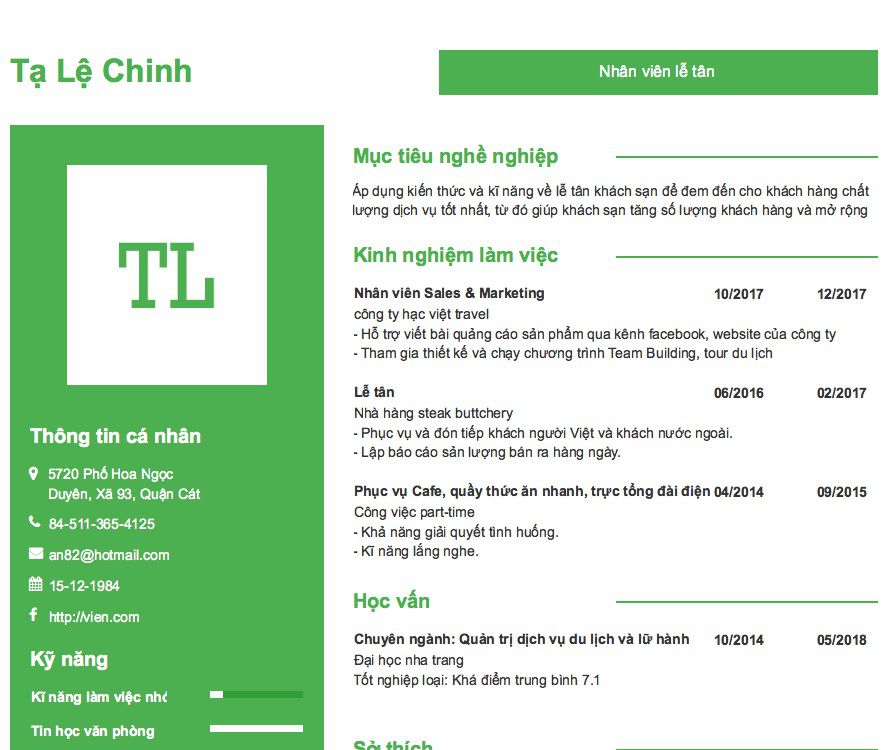 Tạ Lệ Chinh
Nhân viên lễ tân
TL
Thông tin cá nhân
5720 Phố Hoa Ngọc
Duyên, Xã 93, Quận Cát
84-511-365-4125
an82@hotmail.com
15-12-1984
http://vien.com
Kỹ năng
Kĩ năng làm việc
Tin học văn phòng
Mục tiêu nghề nghiệp
Áp dụng kiến thức và kĩ năng về lễ tân khách sạn để đem đến cho khách hàng chất
lượng dịch vụ tốt nhất, từ đó giúp khách sạn tăng số lượng khách hàng và mở rộng
Kinh nghiệm làm việc
Nhân viên Sales & Marketing 10/2017 12/2017
công ty hạc việt travel
- Hỗ trợ viết bài quảng cáo sản phẩm qua kênh facebook, website của công ty
- Tham gia thiết kế và chạy chương trình Team Building, tour du lịch
Lễ tân 06/2016 02/2017
Nhà hàng steak buttchery
- Phục vụ và đón tiếp khách người Việt và khách nước ngoài.
- Lập báo cáo sản lượng bán ra hàng ngày.
Phục vụ Cafe, quầy thức ăn nhanh, trực tổng đài điện 04/2014 09/2015
Công việc part-time
- Khả năng giải quyết tình huống.
- Kĩ năng lắng nghe.
Học vấn
Chuyên ngành: Quản trị dịch vụ du lịch và lữ hành 10/2014 05/2018
Đại học nha trang
Tốt nghiệp loại: Khá điểm trung bình 7.1
Sở thích